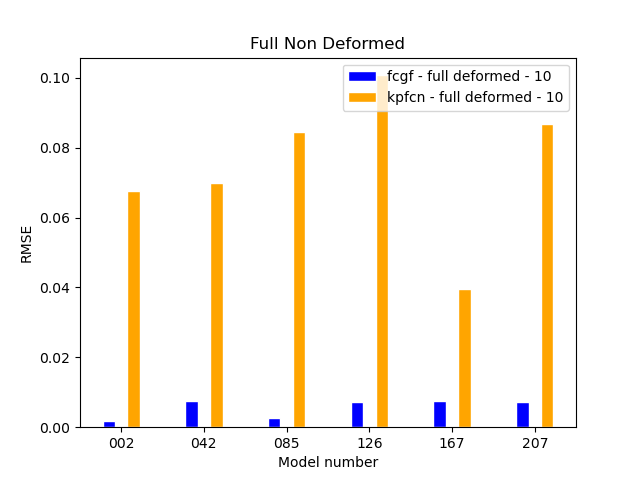 Full Non Deformed
fcgf - full deformed - 10
kpfcn - full deformed - 10
RMSE
0.10
0.08
0.06
0.04
0.02
0.00
002 042 085 126 167 207
Model number